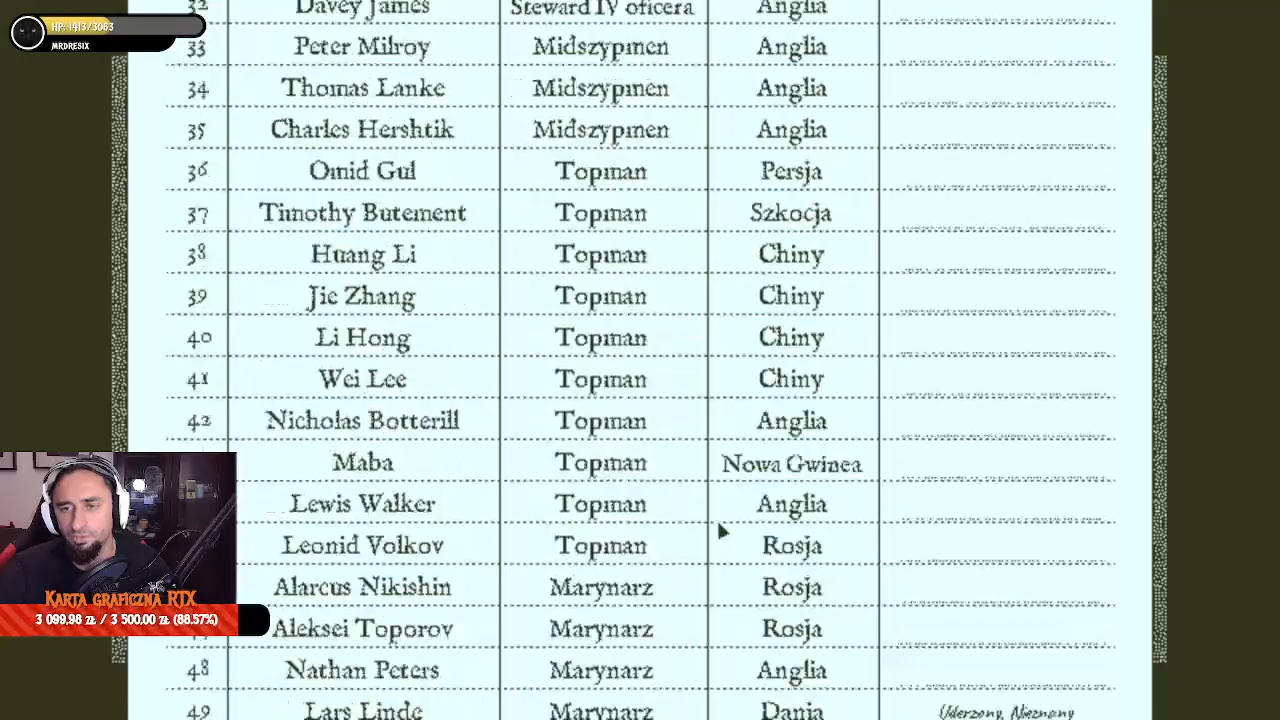 HP: 1413/3063
MRDRESIX
32 Davey James Steward IV oficera Anglia
33 Peter Milroy Midszypmen Anglia
34 Thomas Lanke Midszypmen Anglia
35 Charles Hershtik Midszypmen Anglia
36 Omid Gul Topman Persja
37 Timothy Butement Topman Szkocja
38 Huang Li Topman Chiny
39 Jie Zhang Topman Chiny
40 Li Hong Topman Chiny
41 Wei Lee Topman Chiny
42 Nicholas Botterill Topman Anglia
Maba Topman Nowa Gwinea
Lewis Walker Topman Anglia
Leonid Volkov Topman Rosja
Alarcus Nikishin Marynarz Rosja
Aleksei Toporov Marynarz Rosja
48 Nathan Peters Marynarz Anglia
49 Lars Linde Marynarz Dania Uderzony, Nieznany
Karta graficzna RTX
3 099,98 zł / 3 500,00 zł (88.57%)